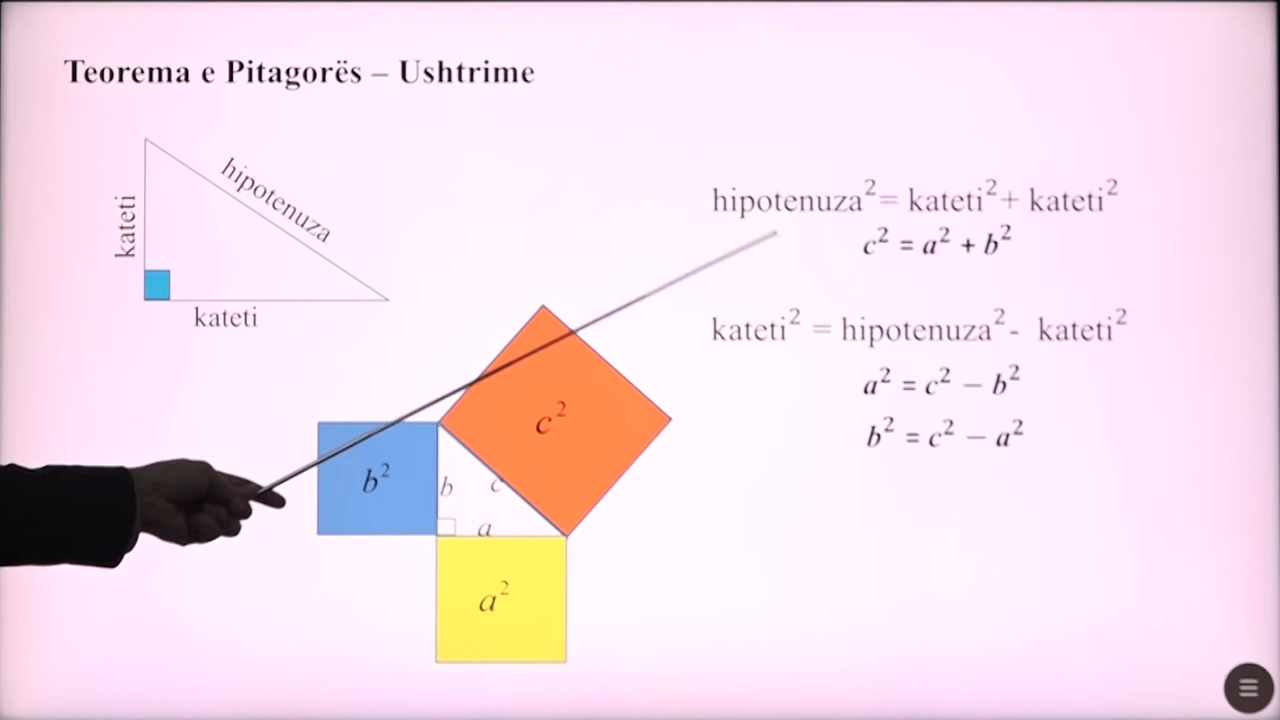 Teorema e Pitagorës – Ushtrime
hipotenuza
kateti
kateti
hipotenuza²= kateti²+ kateti²
c² = a² + b²
kateti² = hipotenuza²- kateti²
a² = c² – b²
b² = c² – a²
c²
b²
b
c
a
a²